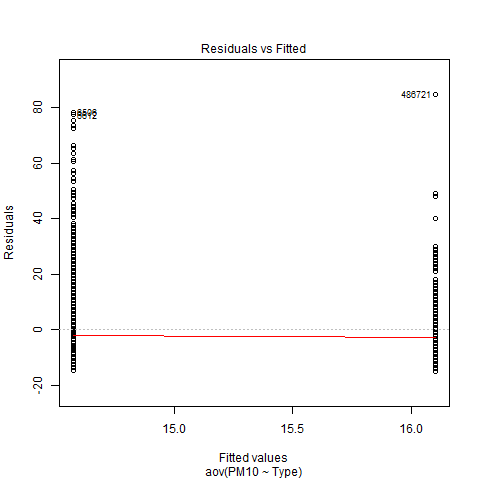 Residuals vs Fitted
486721
6506
80
60
40
20
0
-20
Residuals
15.0 15.5 16.0
Fitted values
aov(PM10 ~ Type)